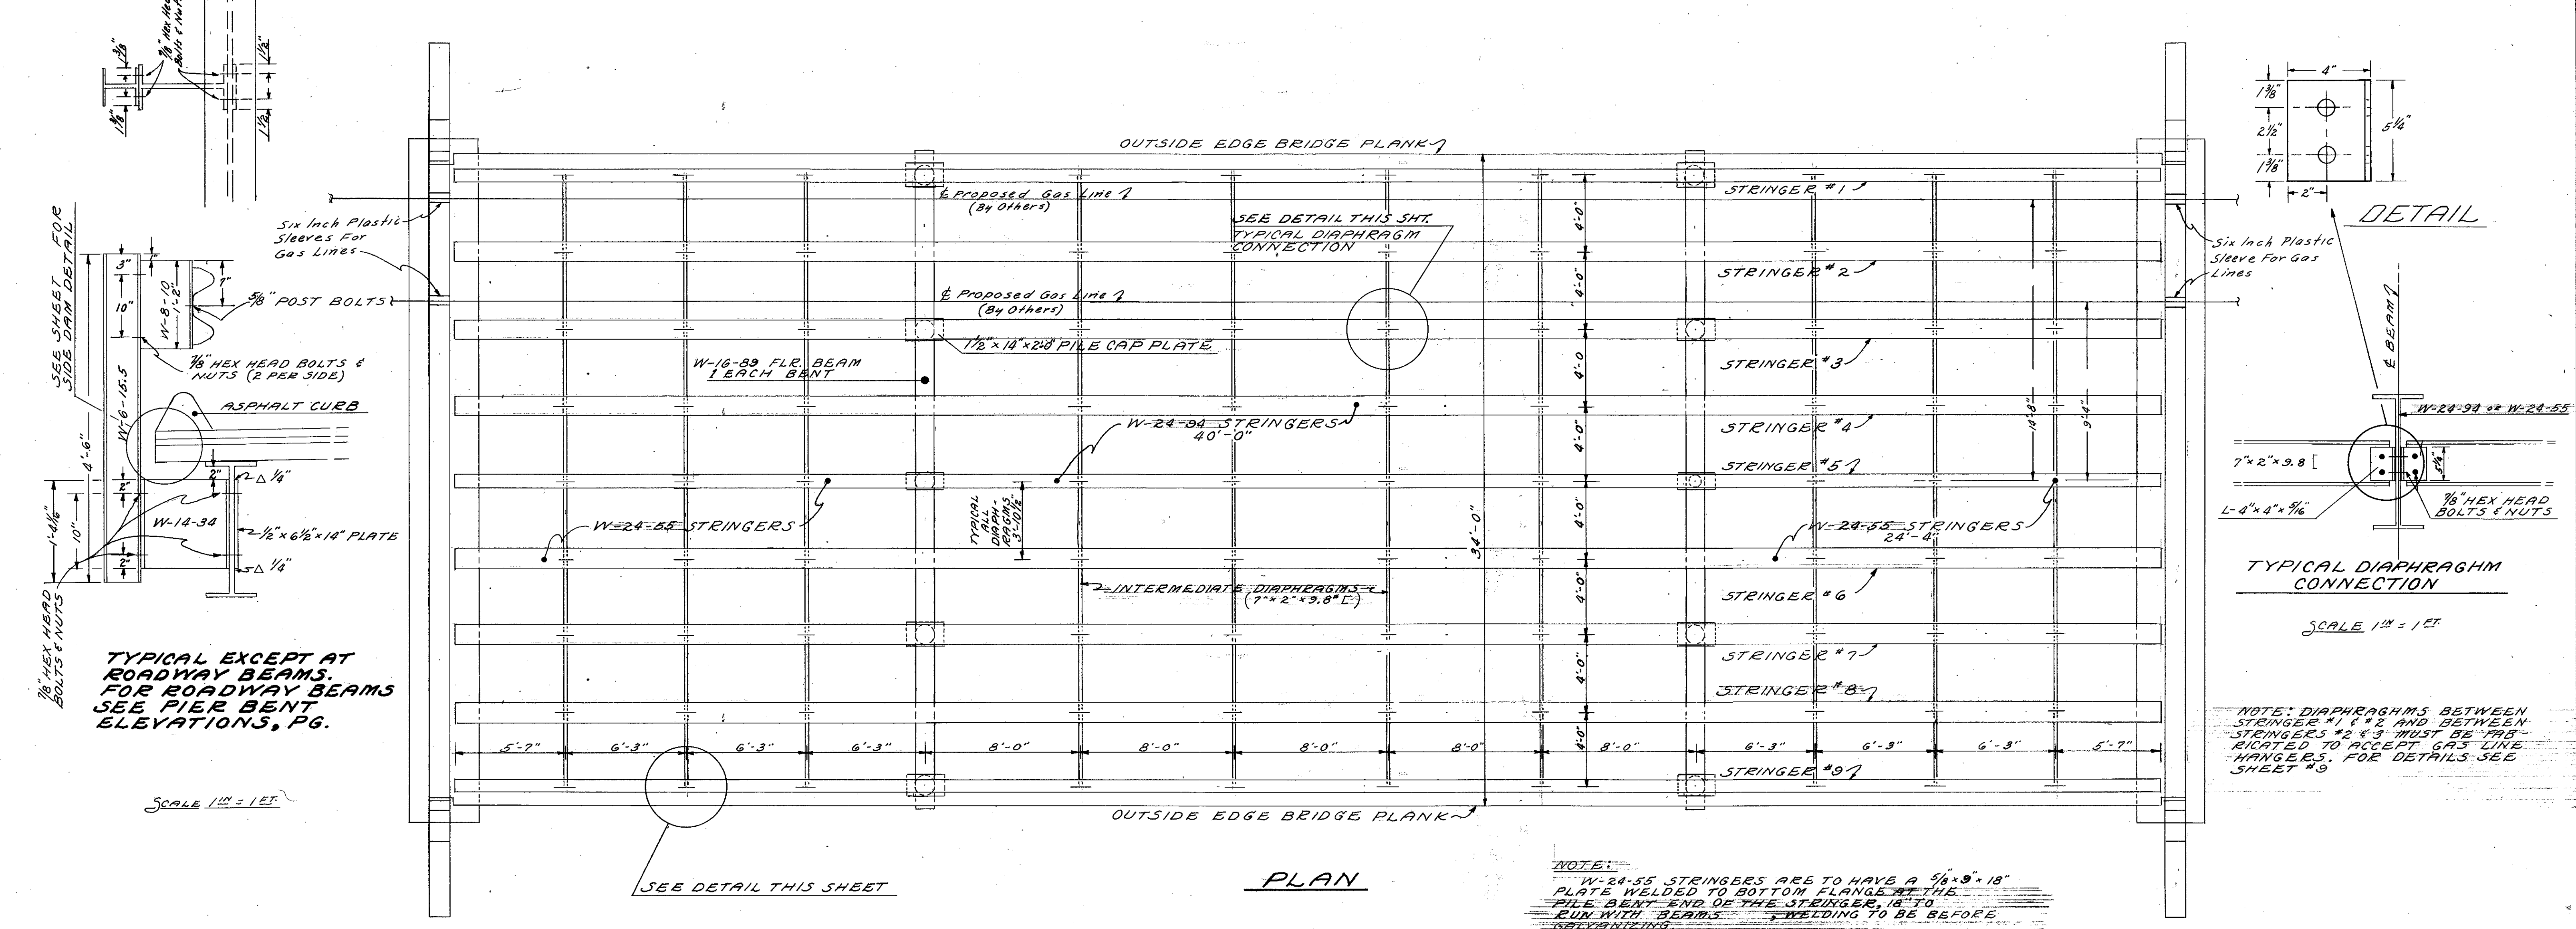 1 3/8"
1 3/8"
1 1/2"
1 1/2"
SEE SHEET FOR
SIDE DAM DETAIL
3"
10"
W-8-10
1'-2"
7"
5/8" POST BOLTS
7/8" HEX HEAD BOLTS &
NUTS (2 PER SIDE)
W-6-15.5
4'-6"
ASPHALT CURB
2"
2"
1/4"
W-14-34
1/2" x 6 1/2" x 14" PLATE
1/4"
1'-4 1/16"
10"
2"
7/8" HEX HEAD
BOLTS & NUTS
TYPICAL EXCEPT AT
ROADWAY BEAMS.
FOR ROADWAY BEAMS
SEE PIER BENT
ELEVATIONS, PG.
SCALE 1 IN = 1 FT.
Six Inch Plastic
Sleeves For
Gas Lines
OUTSIDE EDGE BRIDGE PLANK
℄ Proposed Gas Line
(By Others)
℄ Proposed Gas Line
(By Others)
1 1/2" x 14" x 2'-0" PILE CAP PLATE
W-16-89 FLR. BEAM
1 EACH BENT
SEE DETAIL THIS SHT.
TYPICAL DIAPHRAGM
CONNECTION
W-24-94 STRINGERS
40'-0"
W-24-55 STRINGERS
TYPICAL
ALL
DIAPH-
RAGMS
3'-10 1/2"
INTERMEDIATE DIAPHRAGMS
(7" x 2" x 9.8# [)
34'-0"
4'-0"
4'-0"
4'-0
4'-0"
4'-0"
4'-0"
4'-0"
4'-0"
STRINGER #1
STRINGER #2
STRINGER #3
STRINGER #4
STRINGER #5
W-24-55 STRINGERS
24'-4"
STRINGER #6
STRINGER #7
STRINGER #8
STRINGER #9
14'-8"
9'-4"
5'-7"
6'-3"
6'-3"
6'-3"
8'-0"
8'-0"
8'-0"
8'-0"
8'-0"
6'-3"
6'-3"
6'-3"
5'-7"
OUTSIDE EDGE BRIDGE PLANK
SEE DETAIL THIS SHEET
PLAN
NOTE:
W-24-55 STRINGERS ARE TO HAVE A 5/8 x 9" x 18"
PLATE WELDED TO BOTTOM FLANGE AT THE
PILE BENT END OF THE STRINGER, 18" TO
RUN WITH BEAMS , WELDING TO BE BEFORE
GALVANIZING.
4"
1 3/8"
2 1/2"
1 3/8"
5 1/4"
2"
DETAIL
Six Inch Plastic
Sleeve For Gas
Lines
℄ BEAM
W-24-94 or W-24-55
7" x 2" x 9.8 [
5 1/4"
L-4" x 4" x 5/16"
7/8" HEX HEAD
BOLTS & NUTS
TYPICAL DIAPHRAGHM
CONNECTION
SCALE 1 IN = 1 FT.
NOTE: DIAPHRAGHMS BETWEEN
STRINGER #1 & #2 AND BETWEEN
STRINGERS #2 & 3 MUST BE FAB-
RICATED TO ACCEPT GAS LINE
HANGERS. FOR DETAILS SEE
SHEET #9